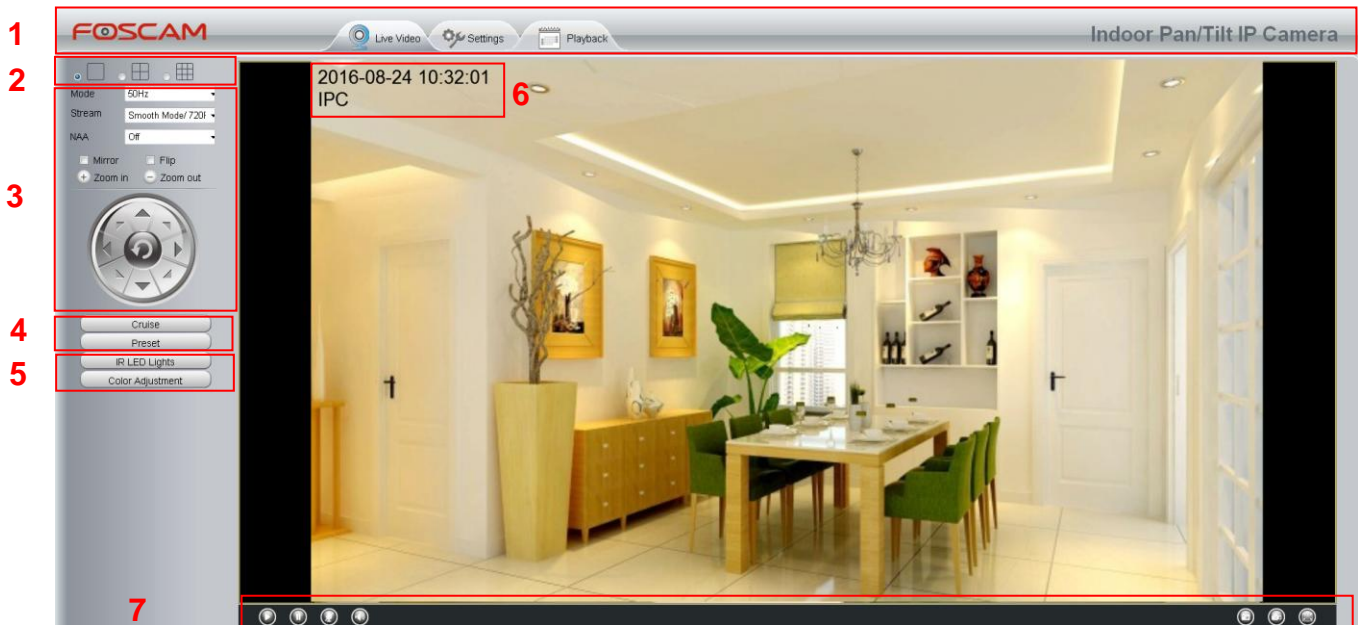 1
FOSCAM
Live Video
Settings
Playback
Indoor Pan/Tilt IP Camera
2
Mode 50Hz
Stream Smooth Mode/ 720
NAA Off
Mirror Flip
Zoom in Zoom out
3
4
Cruise
Preset
5
IR LED Lights
Color Adjustment
2016-08-24 10:32:01
IPC
6
7